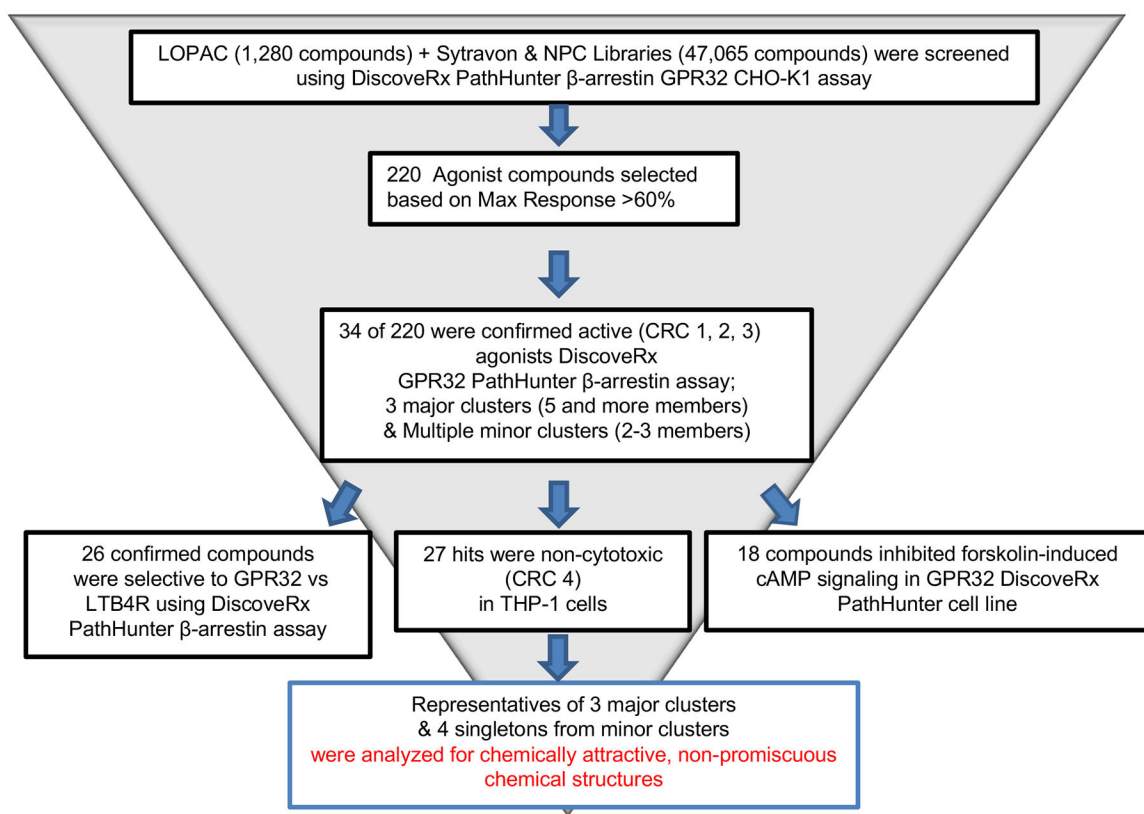 LOPAC (1,280 compounds) + Sytravon & NPC Libraries (47,065 compounds) were screened
using DiscoveRx PathHunter β-arrestin GPR32 CHO-K1 assay
220 Agonist compounds selected
based on Max Response >60%
34 of 220 were confirmed active (CRC 1, 2, 3)
agonists DiscoveRx
GPR32 PathHunter β-arrestin assay;
3 major clusters (5 and more members)
& Multiple minor clusters (2-3 members)
26 confirmed compounds
were selective to GPR32 vs
LTB4R using DiscoveRx
PathHunter β-arrestin assay
27 hits were non-cytotoxic
(CRC 4)
in THP-1 cells
18 compounds inhibited forskolin-induced
cAMP signaling in GPR32 DiscoveRx
PathHunter cell line
Representatives of 3 major clusters
& 4 singletons from minor clusters
were analyzed for chemically attractive, non-promiscuous
chemical structures